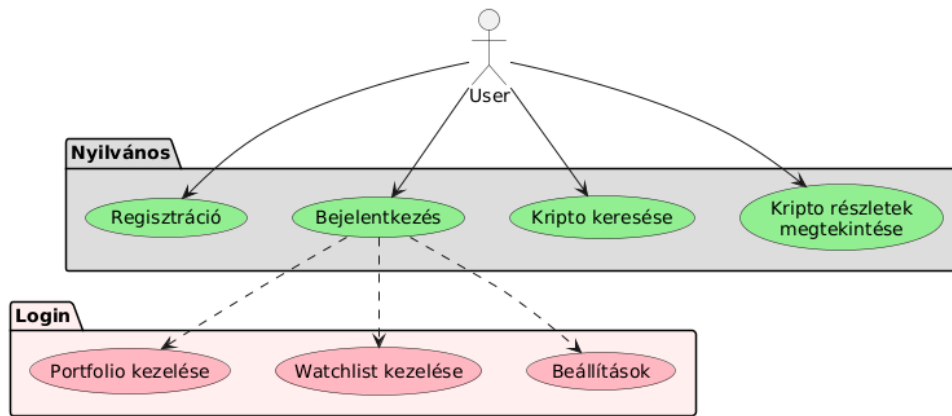 User
Nyilvános
Regisztráció
Bejelentkezés
Kripto keresése
Kripto részletek
megtekintése
Login
Portfolio kezelése
Watchlist kezelése
Beállítások